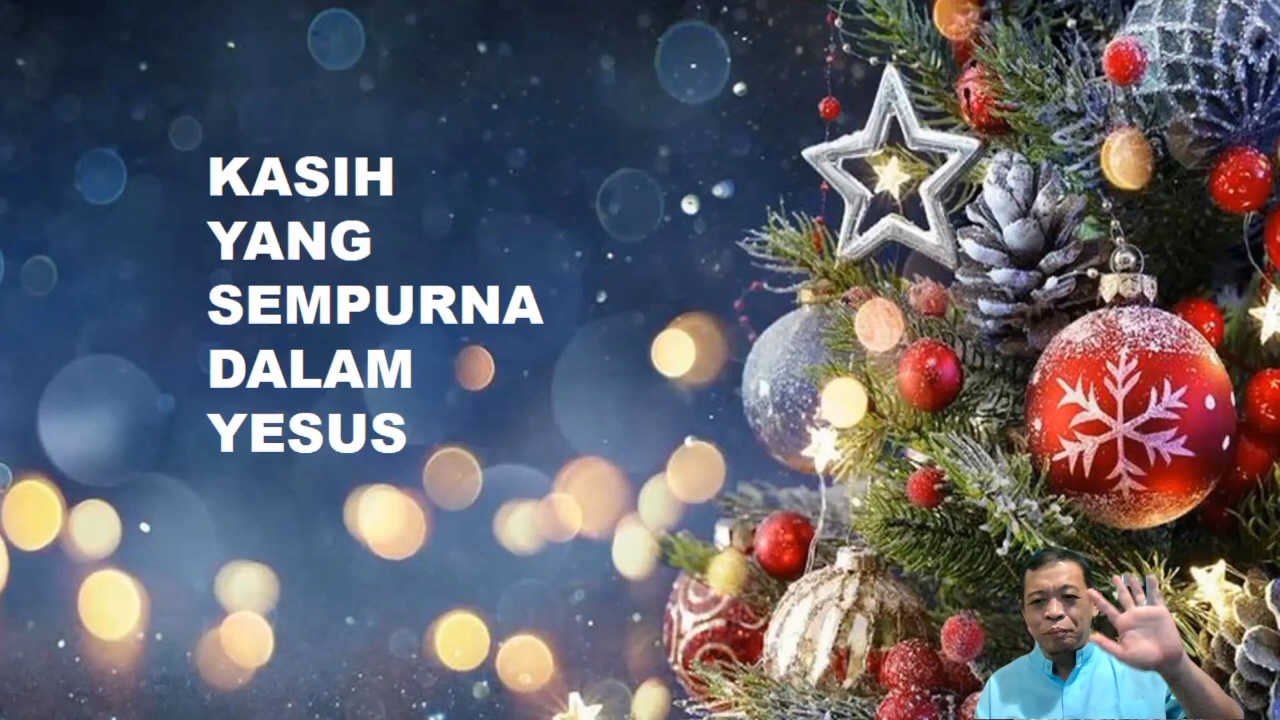 KASIH
YANG
SEMPURNA
DALAM
YESUS